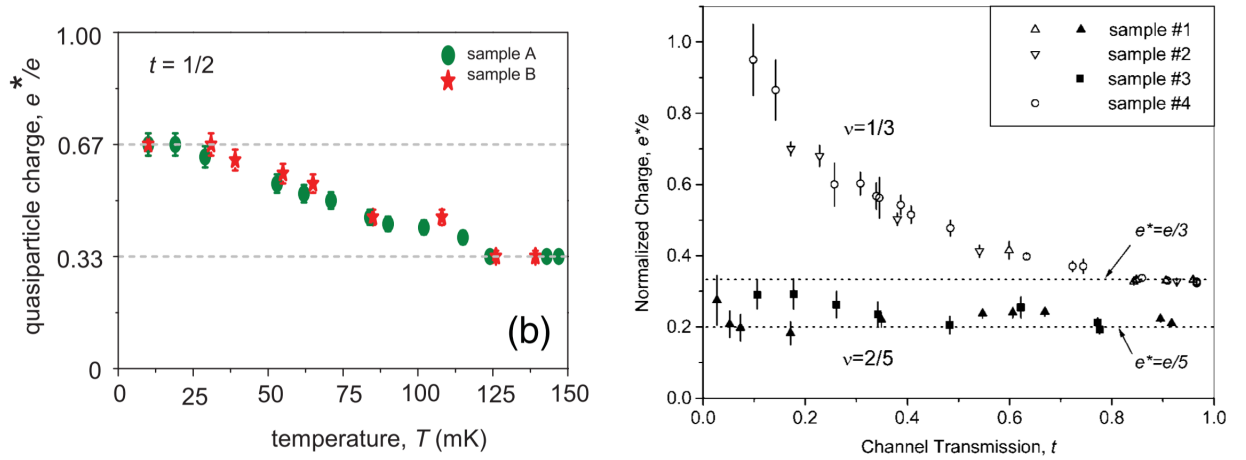 1.00
0.67
0.33
0
quasiparticle charge, e*/e
t = 1/2
sample A
sample B
(b)
0 25 50 75 100 125 150
temperature, T (mK)
1.0
0.8
0.6
0.4
0.2
0.0
Normalized Charge, e*/e
sample #1
sample #2
sample #3
sample #4
ν=1/3
e*=e/3
ν=2/5
e*=e/5
0.0 0.2 0.4 0.6 0.8 1.0
Channel Transmission, t